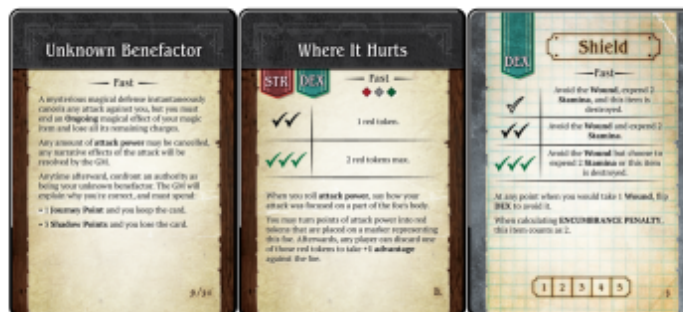 Unknown Benefactor
Fast
A mysterious magical defense instantaneously
cancels any attack against you, but you must
end an Ongoing magical effect of your magic
item and lose all its remaining charges.
Any amount of attack power may be cancelled,
any narrative effects of the attack will be
resolved by the GM.
Anytime afterward, confront an authority as
being your unknown benefactor. The GM will
explain why you're correct, and must spend:
Journey Point and you keep the card.
Shadow Points and you lose the card.
Where It Hurts
STR DEX
Fast
1 red token.
2 red tokens max.
When you roll attack power, say how your
attack was focused on a part of the foe's body.
You may turn points of attack power into red
tokens that are placed on a marker representing
this foe. Afterwards, any player can discard one
of those red tokens to take +1 advantage
against the foe.
Shield
DEX
Fast
Avoid the Wound, expend 2
Stamina, and this item is
destroyed.
Avoid the Wound and expend 2
Stamina.
Avoid the Wound but choose to
expend 2 Stamina or this item
is destroyed.
At any point when you would take 1 Wound, flip
DEX to avoid it.
When calculating ENCUMBRANCE PENALTY,
this item counts as 2.
1 2 3 4 5